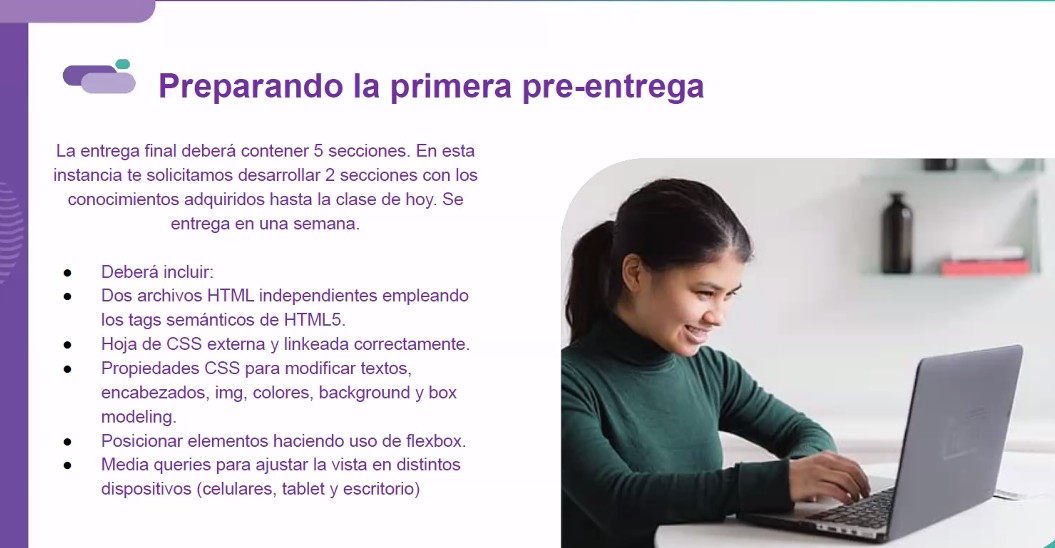 Preparando la primera pre-entrega
La entrega final deberá contener 5 secciones. En esta
instancia te solicitamos desarrollar 2 secciones con los
conocimientos adquiridos hasta la clase de hoy. Se
entrega en una semana.
● Deberá incluir:
● Dos archivos HTML independientes empleando
los tags semánticos de HTML5.
● Hoja de CSS externa y linkeada correctamente.
● Propiedades CSS para modificar textos,
encabezados, img, colores, background y box
modeling.
● Posicionar elementos haciendo uso de flexbox.
● Media queries para ajustar la vista en distintos
dispositivos (celulares, tablet y escritorio)